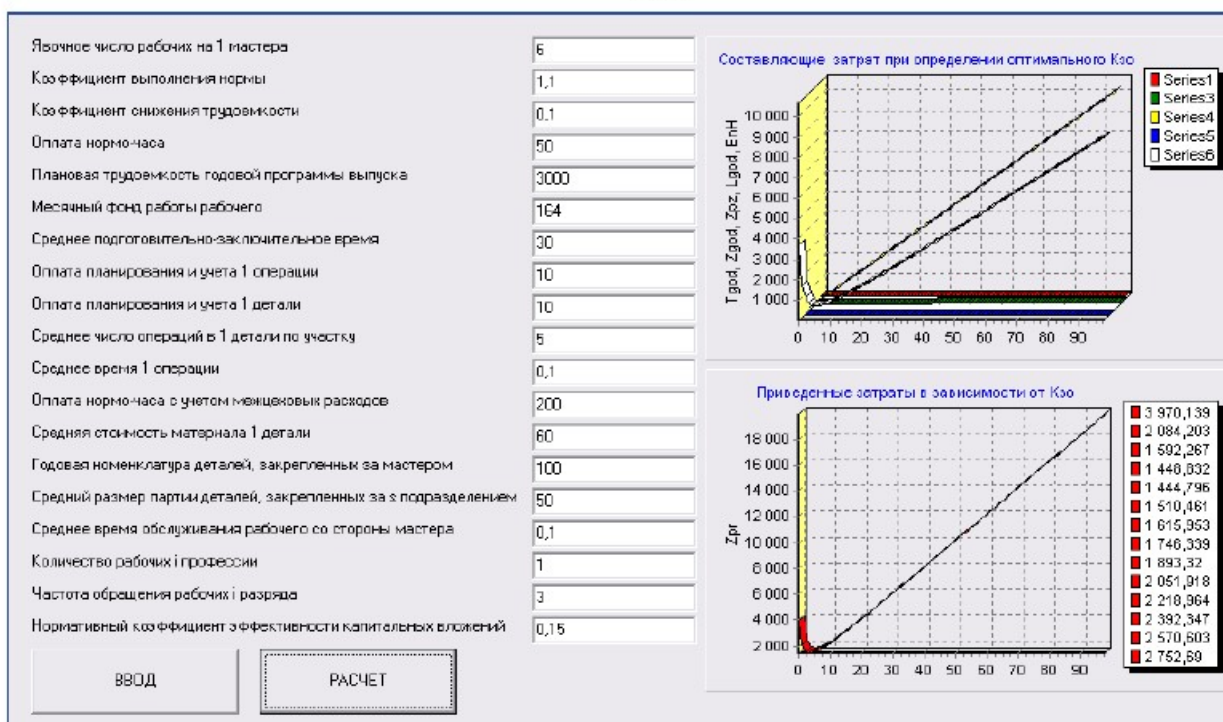 Явочное число рабочих на 1 мастера 6
Коэффициент выполнения нормы 1,1
Коэффициент снижения трудоемкости 0,1
Оплата нормо-часа 50
Плановая трудоемкость годовой программы выпуска 3000
Месячный фонд работы рабочего 164
Среднее подготовительно-заключительное время 30
Оплата планирования и учета 1 операции 10
Оплата планирования и учета 1 детали 10
Среднее число операций в 1 детали по участку 5
Среднее время 1 операции 0,1
Оплата нормо-часа с учетом межцеховых расходов 200
Средняя стоимость материала 1 детали 60
Годовая номенклатура деталей, закрепленных за мастером 100
Средний размер партии деталей, закрепленных за s подразделением 50
Среднее время обслуживания рабочего со стороны мастера 0,1
Количество рабочих i профессии 1
Частота обращения рабочих i разряда 3
Нормативный коэффициент эффективности капитальных вложений 0,15
ВВОД РАСЧЕТ
Составляющие затрат при определении оптимального Кзо
Tgod, Zgod, Zpz, Lgod, EnH
10 000
9 000
8 000
7 000
6 000
5 000
4 000
3 000
2 000
1 000
0 10 20 30 40 50 60 70 80 90
Series1
Series3
Series4
Series5
Series6
Приведенные затраты в зависимости от Кзо
Zpr
18 000
16 000
14 000
12 000
10 000
8 000
6 000
4 000
2 000
0 10 20 30 40 50 60 70 80 90
3 970,139
2 084,203
1 592,267
1 448,832
1 444,796
1 510,461
1 615,953
1 746,339
1 893,32
2 051,918
2 218,964
2 392,347
2 570,603
2 752,69